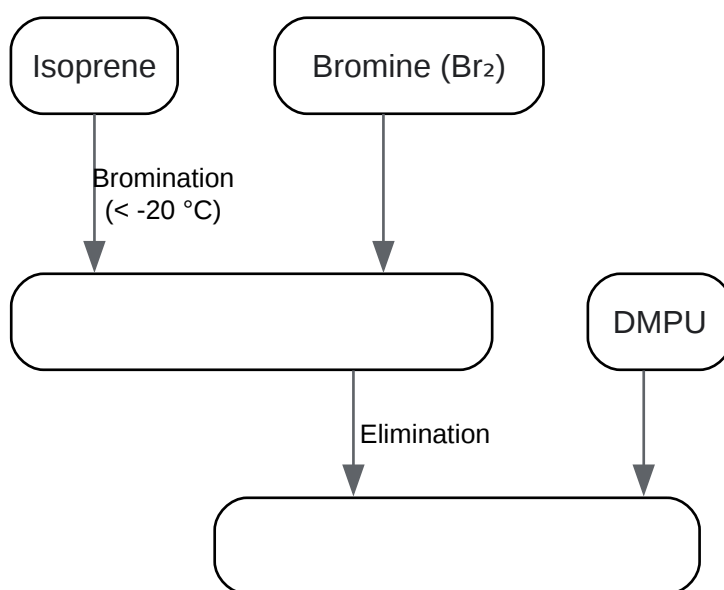 Isoprene
Bromine (Br₂)
Bromination
(< -20 °C)
DMPU
Elimination